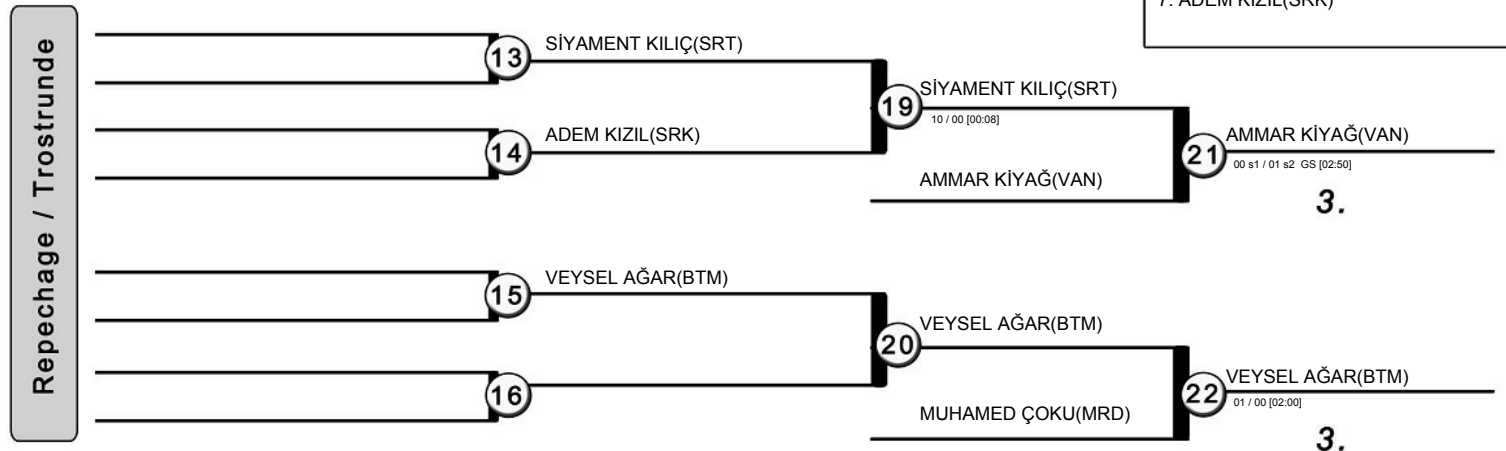 7. ADEM KIZIL(SRK)
Repechage / Trostrunde
13
SİYAMENT KILIÇ(SRT)
14
ADEM KIZIL(SRK)
19
SİYAMENT KILIÇ(SRT)
10 / 00 [00:08]
AMMAR KİYAĞ(VAN)
21
AMMAR KİYAĞ(VAN)
00 s1 / 01 s2 GS [02:50]
3.
15
VEYSEL AĞAR(BTM)
16
20
VEYSEL AĞAR(BTM)
MUHAMED ÇOKU(MRD)
22
VEYSEL AĞAR(BTM)
01 / 00 [02:00]
3.